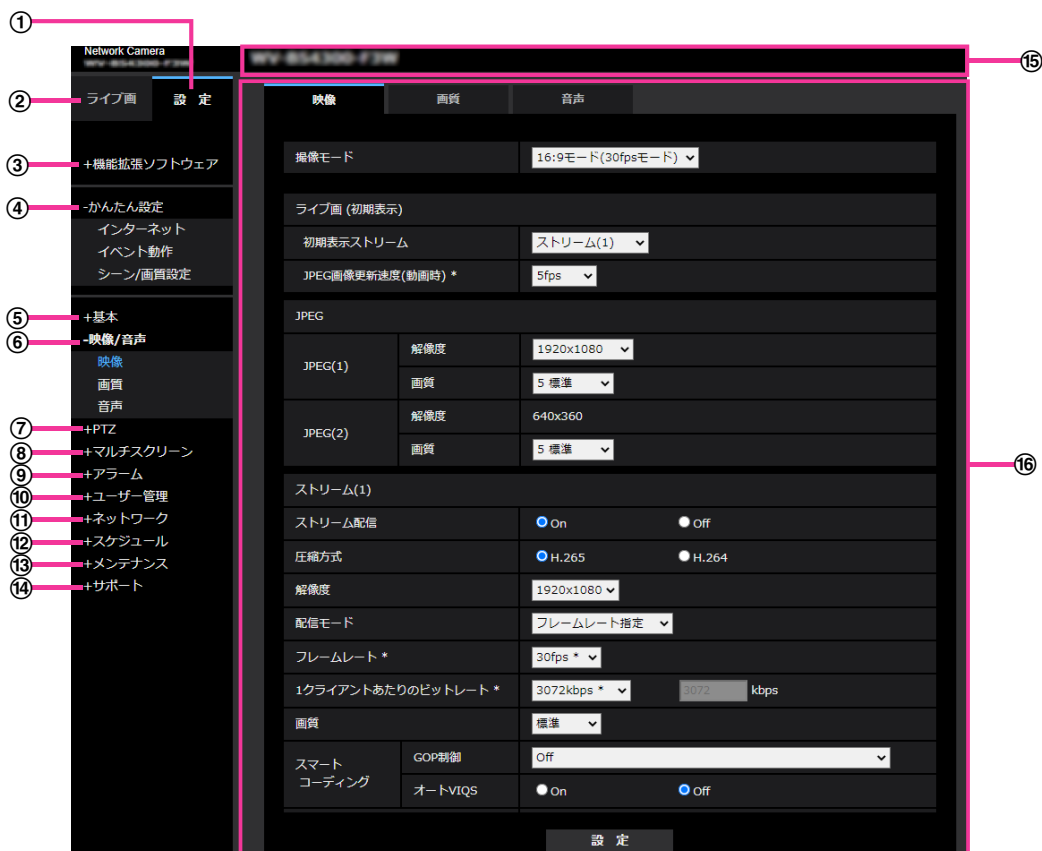 ①
Network Camera
WV-BS4300-F3W
⑮
② ライブ画 設 定
映像 画質 音声
③ +機能拡張ソフトウェア
④ -かんたん設定
インターネット
イベント動作
シーン/画質設定
⑤ +基本
⑥ -映像/音声
映像
画質
音声
⑦ +PTZ
⑧ +マルチスクリーン
⑨ +アラーム
⑩ +ユーザー管理
⑪ +ネットワーク
⑫ +スケジュール
⑬ +メンテナンス
⑭ +サポート
撮像モード 16:9モード(30fpsモード)
ライブ画 (初期表示)
初期表示ストリーム ストリーム(1)
JPEG画像更新速度(動画時) * 5fps
JPEG
JPEG(1) 解像度 1920x1080
画質 5 標準
JPEG(2) 解像度 640x360
画質 5 標準
⑯
ストリーム(1)
ストリーム配信 On Off
圧縮方式 H.265 H.264
解像度 1920x1080
配信モード フレームレート指定
フレームレート * 30fps *
1クライアントあたりのビットレート * 3072kbps * 3072 kbps
画質 標準
スマート
コーディング
GOP制御 Off
オートVIQS On Off
設 定